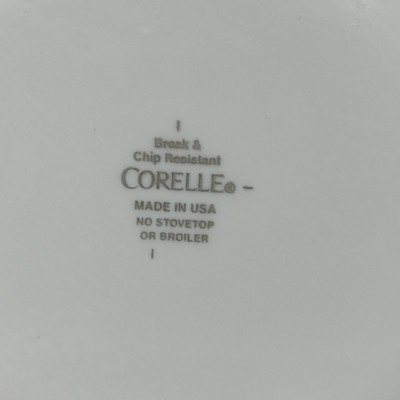 Break &
Chip Resistant
CORELLE®
MADE IN USA
NO STOVETOP
OR BROILER